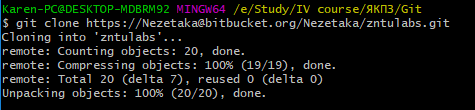 Karen-PC@DESKTOP-MDBRM92 MINGW64 /e/Study/IV course/ЯКПЗ/Git
$ git clone https://Nezetaka@bitbucket.org/Nezetaka/zntulabs.git
Cloning into 'zntulabs'...
remote: Counting objects: 20, done.
remote: Compressing objects: 100% (19/19), done.
remote: Total 20 (delta 7), reused 0 (delta 0)
Unpacking objects: 100% (20/20), done.